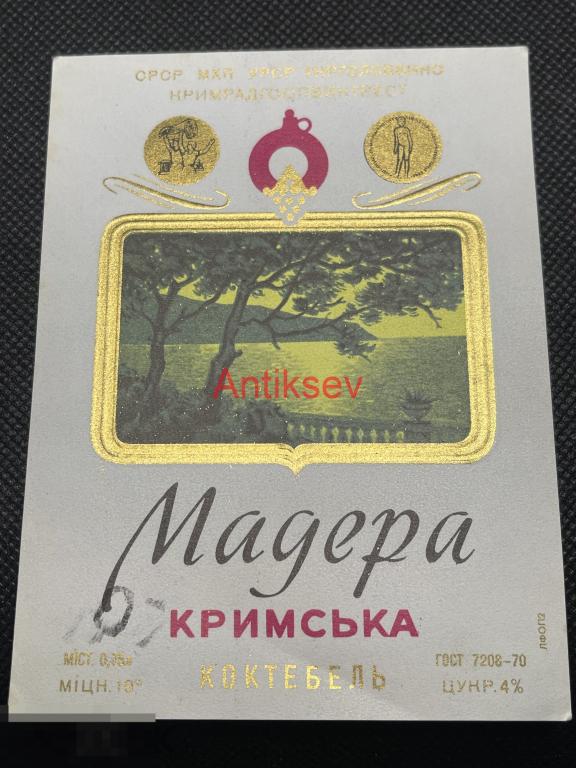 СРСР МХП УРСР УКРГОЛОВВИНО
КРИМРАДГОСПВИНТРЕСТ
Antiksev
Мадера
КРИМСЬКА
МІСТ. 0,75л
МІЦН. 19°
КОКТЕБЕЛЬ
ГОСТ 7208-70
ЦУКР. 4%
ЛФОП2